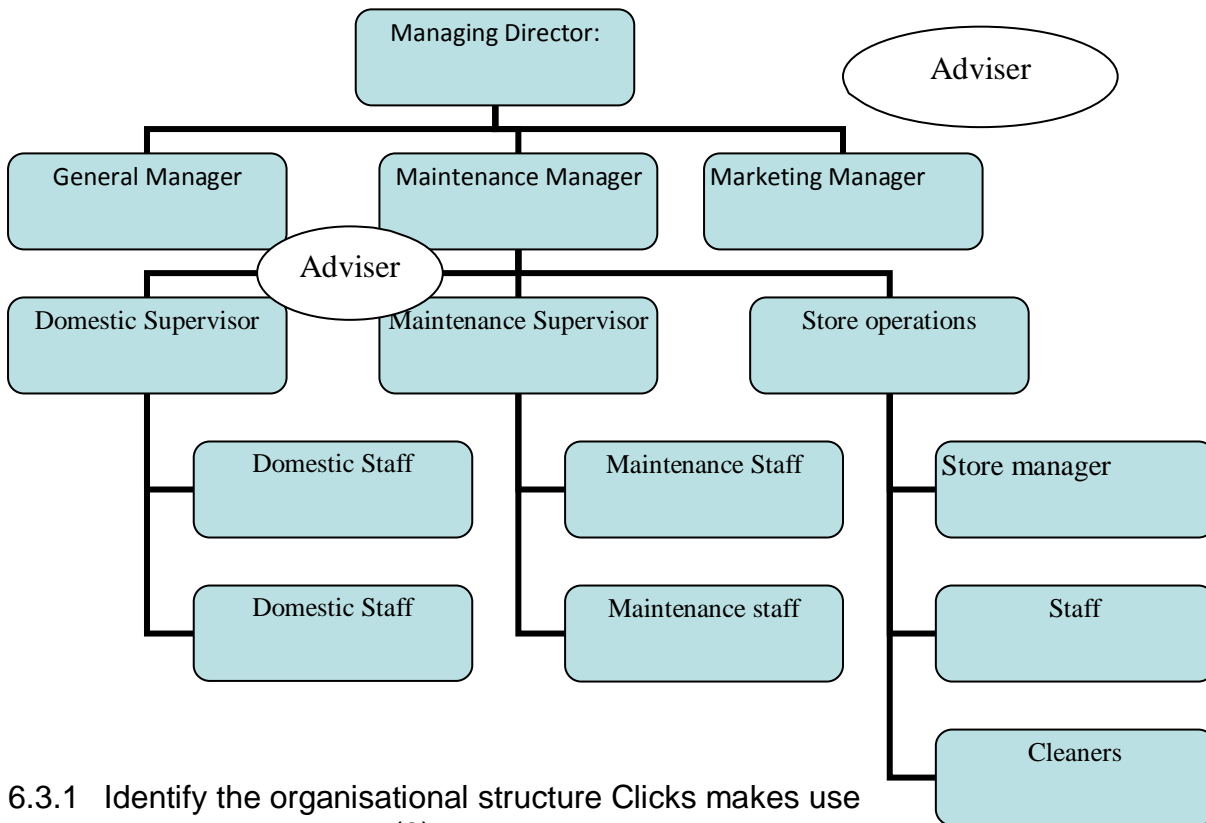 Managing Director:
Adviser
General Manager
Maintenance Manager
Marketing Manager
Adviser
Domestic Supervisor
Maintenance Supervisor
Store operations
Domestic Staff
Maintenance Staff
Store manager
Domestic Staff
Maintenance staff
Staff
Cleaners
6.3.1 Identify the organisational structure Clicks makes use